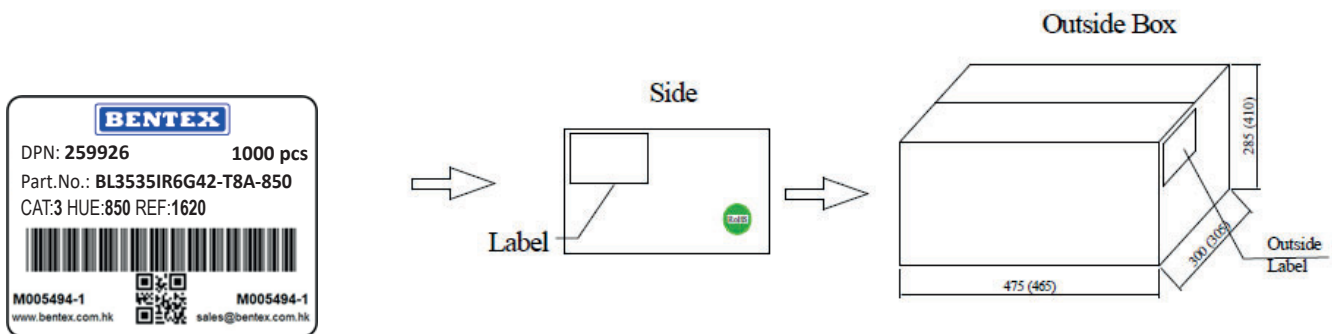 BENTEX
DPN: 259926 1000 pcs
Part.No.: BL3535IR6G42-T8A-850
CAT:3 HUE:850 REF:1620
M005494-1 M005494-1
www.bentex.com.hk sales@bentex.com.hk
Side
RoHS
Label
Outside Box
285 (410)
300 (305)
475 (465)
Outside
Label